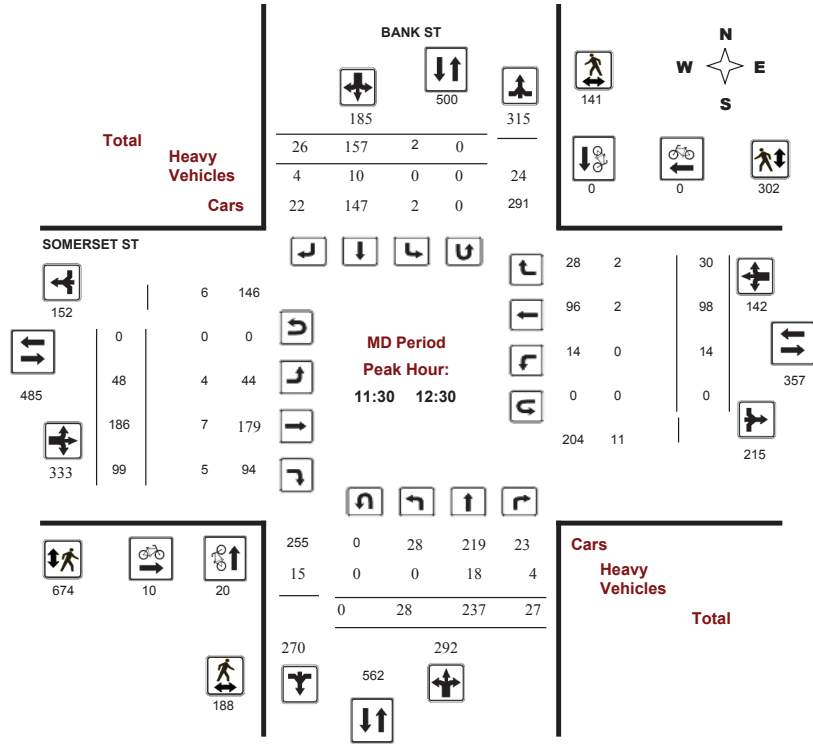 BANK ST
N
W E
S
500
141
185 315
Total
26 157 2 0
Heavy
Vehicles
4 10 0 0 24
0 0 302
Cars
22 147 2 0 291
SOMERSET ST
28 2 30
152
6 146
96 2 98 142
0 0 0
MD Period
Peak Hour:
11:30 12:30
14 0 14
357
485
48 4 44
0 0 0
186 7 179
204 11
215
333
99 5 94
255 0 28 219 23
Cars
15 0 0 18 4
Heavy
Vehicles
674 10 20
0 28 237 27
Total
270 292
562
188